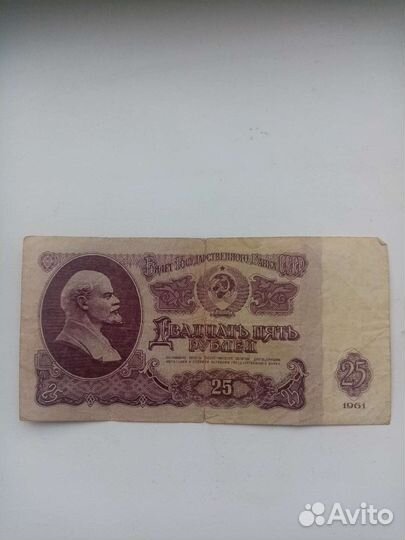 Билет Государственного Банка СССР
Двадцать пять
рублей
25
25
1961
Avito